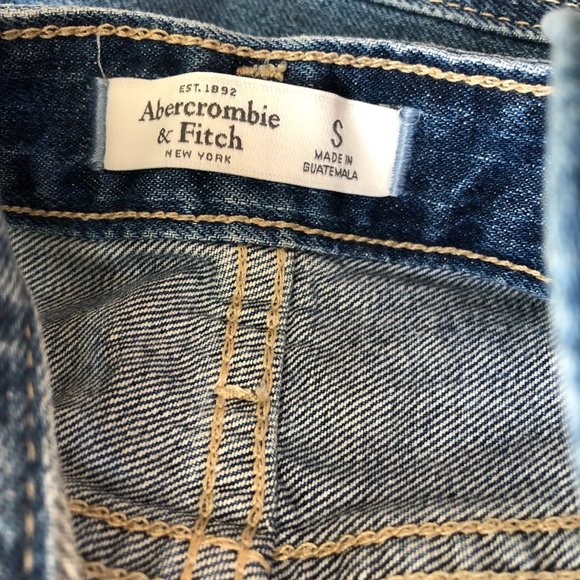 EST. 1892
Abercrombie
& Fitch
NEW YORK
S
MADE IN
GUATEMALA